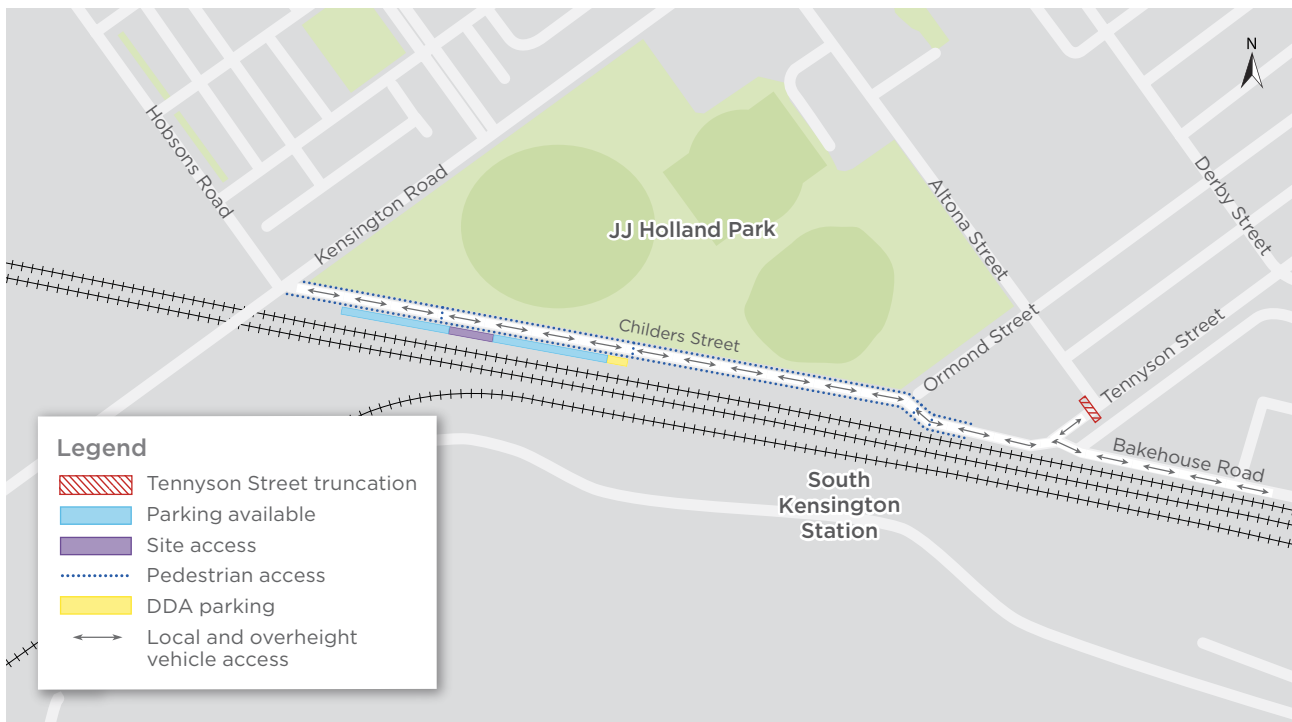 N
Hobsons Road
Kensington Road
JJ Holland Park
Altona Street
Derby Street
Childers Street
Ormond Street
Tennyson Street
Bakehouse Road
South
Kensington
Station
Legend
Tennyson Street truncation
Parking available
Site access
Pedestrian access
DDA parking
Local and overheight
vehicle access